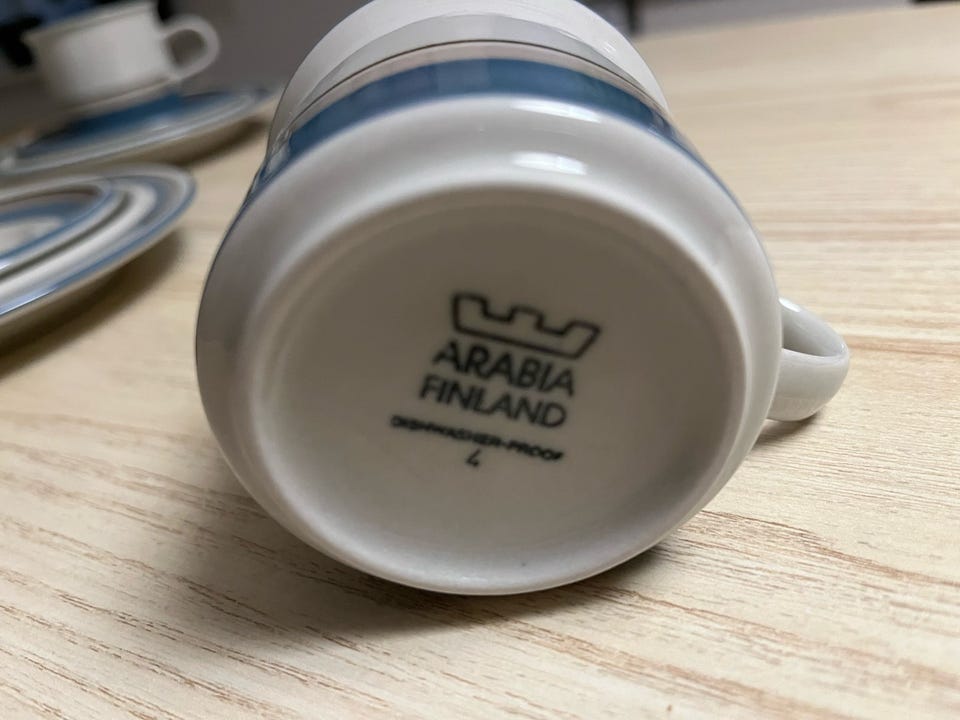 ARABIA
FINLAND
DISHWASHER-PROOF
4